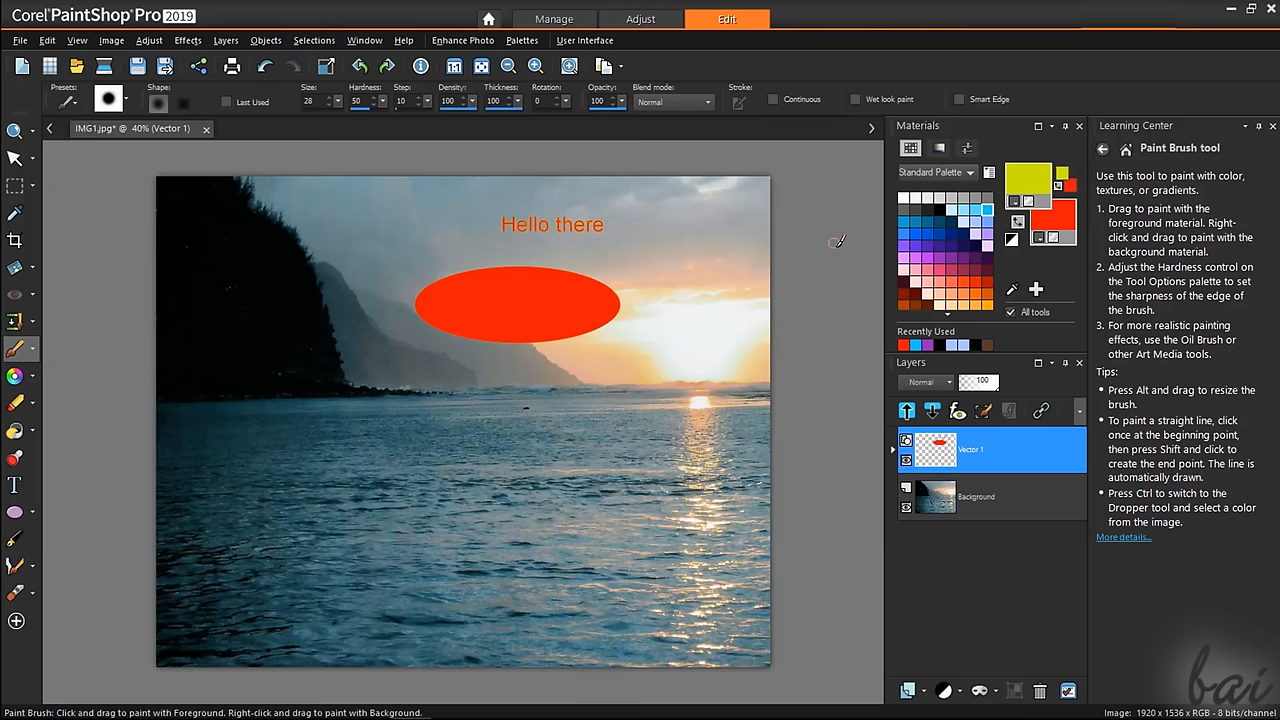 Corel PaintShop Pro 2019
Manage Adjust Edit
File Edit View Image Adjust Effects Layers Objects Selections Window Help Enhance Photo Palettes User Interface
Presets: Shape: Last Used Size: 28 Hardness: 50 Step: 10 Density: 100 Thickness: 100 Rotation: 0 Opacity: 100 Blend mode: Normal Stroke: Continuous Wet look paint Smart Edge
IMG1.jpg* @ 40% (Vector 1)
Hello there
Materials
Standard Palette
All tools
Recently Used
Layers
Normal 100
Vector 1
Background
Learning Center
Paint Brush tool
Use this tool to paint with color,
textures, or gradients.
1. Drag to paint with the
foreground material. Right-
click and drag to paint with the
background material.
2. Adjust the Hardness control on
the Tool Options palette to set
the sharpness of the edge of
the brush.
3. For more realistic painting
effects, use the Oil Brush or
other Art Media tools.
Tips:
• Press Alt and drag to resize the
brush.
• To paint a straight line, click
once at the beginning point,
then press Shift and click to
create the end point. The line is
automatically drawn.
• Press Ctrl to switch to the
Dropper tool and select a color
from the image.
More details...
bai
Paint Brush: Click and drag to paint with Foreground. Right-click and drag to paint with Background.
Image: 1920 x 1536 x RGB - 8 bits/channel